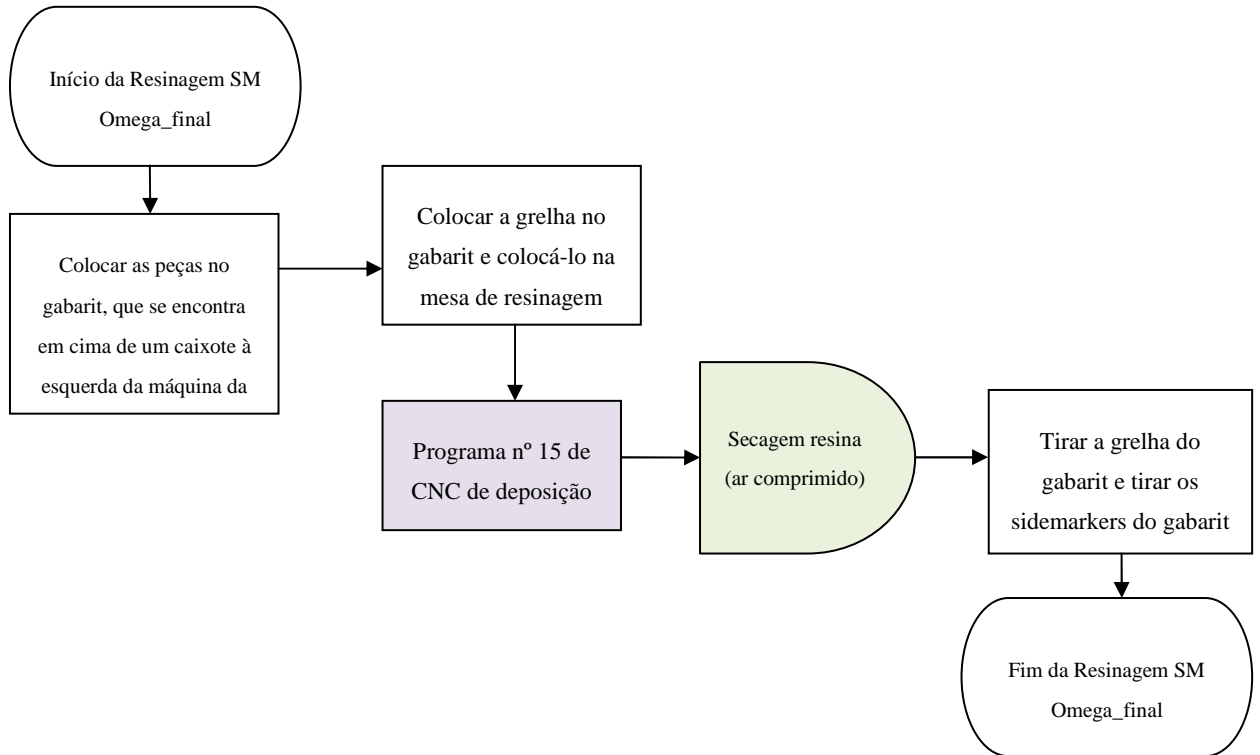 Início da Resinagem SM
Omega_final
Colocar as peças no
gabarit, que se encontra
em cima de um caixote à
esquerda da máquina da
Colocar a grelha no
gabarit e colocá-lo na
mesa de resinagem
Programa nº 15 de
CNC de deposição
Secagem resina
(ar comprimido)
Tirar a grelha do
gabarit e tirar os
sidemarkers do gabarit
Fim da Resinagem SM
Omega_final